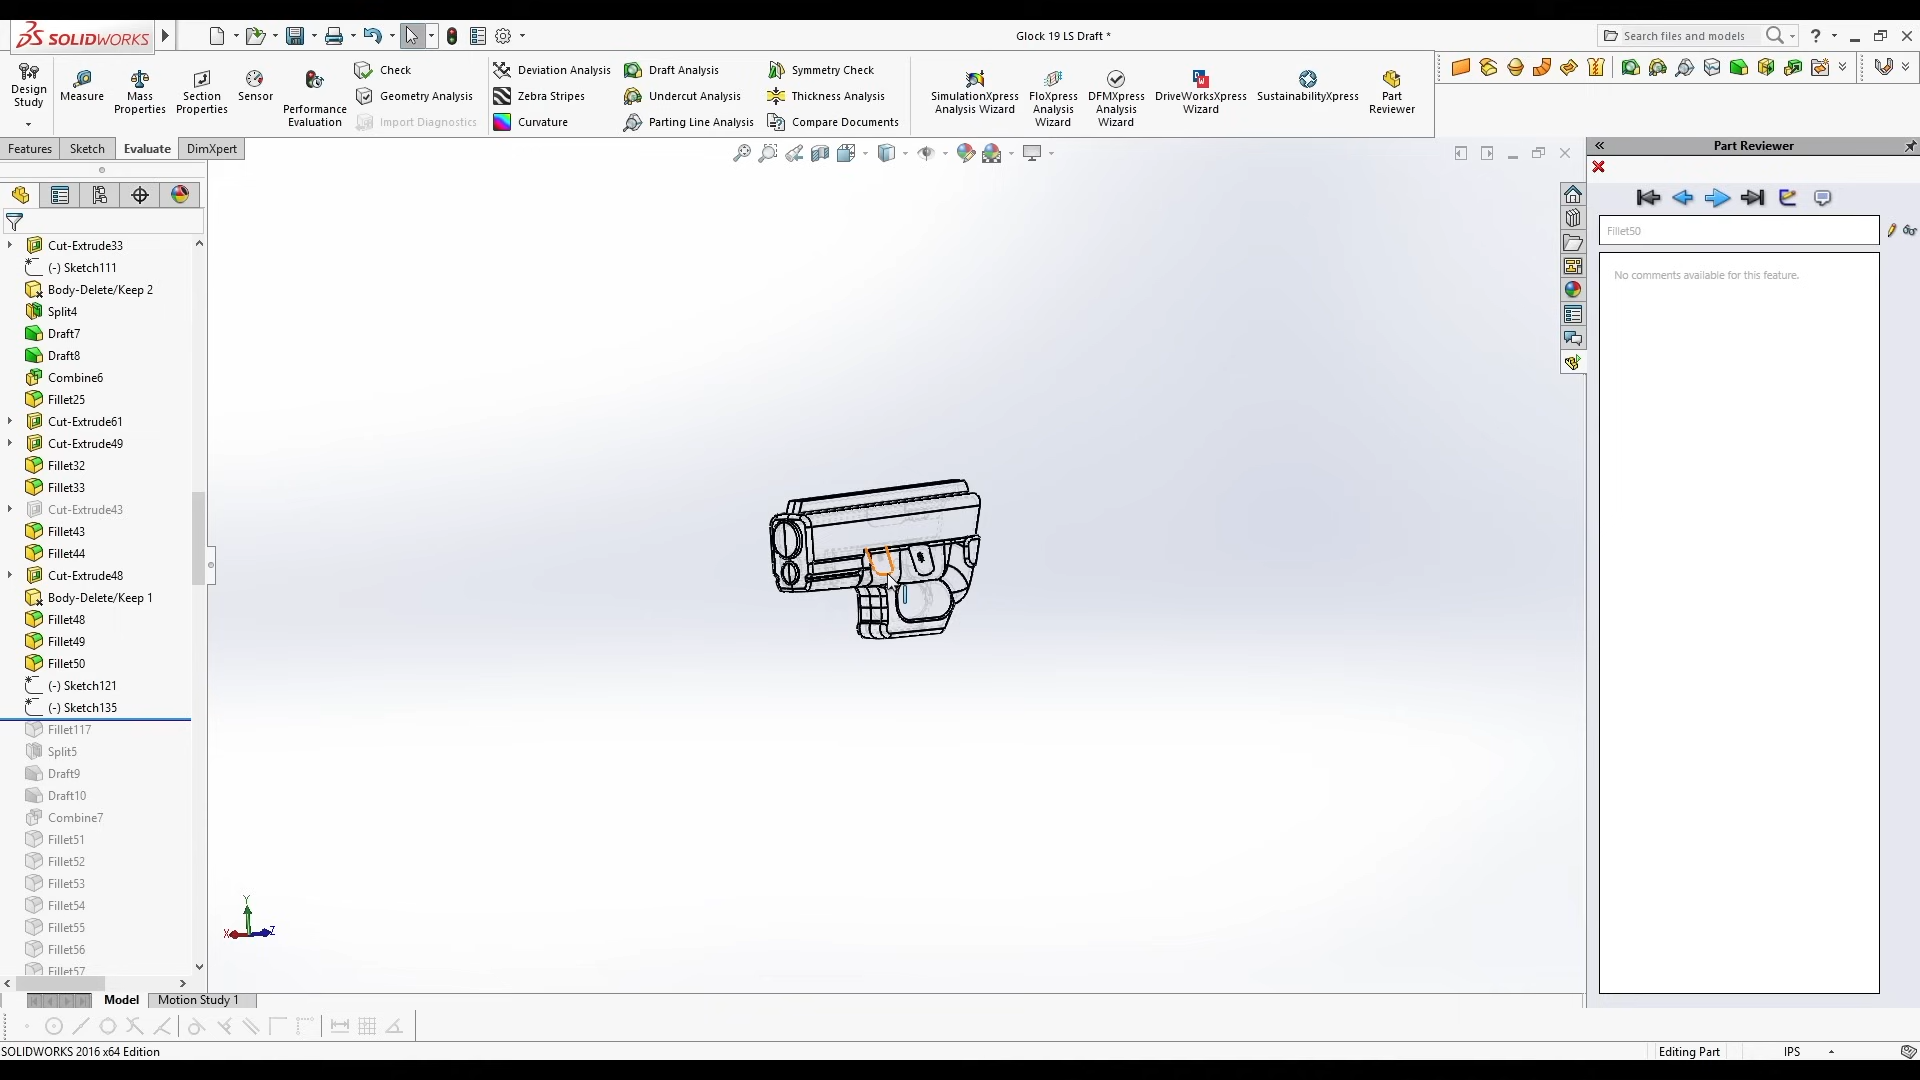 SOLIDWORKS
Glock 19 LS Draft *
Search files and models
Design Study
Measure
Mass Properties
Section Properties
Sensor
Performance Evaluation
Check
Geometry Analysis
Import Diagnostics
Deviation Analysis
Zebra Stripes
Curvature
Draft Analysis
Undercut Analysis
Parting Line Analysis
Symmetry Check
Thickness Analysis
Compare Documents
SimulationXpress Analysis Wizard
FloXpress Analysis Wizard
DFMXpress Analysis Wizard
DriveWorksXpress Wizard
SustainabilityXpress
Part Reviewer
Features
Sketch
Evaluate
DimXpert
Part Reviewer
Fillet50
No comments available for this feature.
Cut-Extrude33
(-) Sketch111
Body-Delete/Keep 2
Split4
Draft7
Draft8
Combine6
Fillet25
Cut-Extrude61
Cut-Extrude49
Fillet32
Fillet33
Cut-Extrude43
Fillet43
Fillet44
Cut-Extrude48
Body-Delete/Keep 1
Fillet48
Fillet49
Fillet50
(-) Sketch121
(-) Sketch135
Fillet117
Split5
Draft9
Draft10
Combine7
Fillet51
Fillet52
Fillet53
Fillet54
Fillet55
Fillet56
Fillet57
Y
X
Z
Model
Motion Study 1
SOLIDWORKS 2016 x64 Edition
Editing Part
IPS